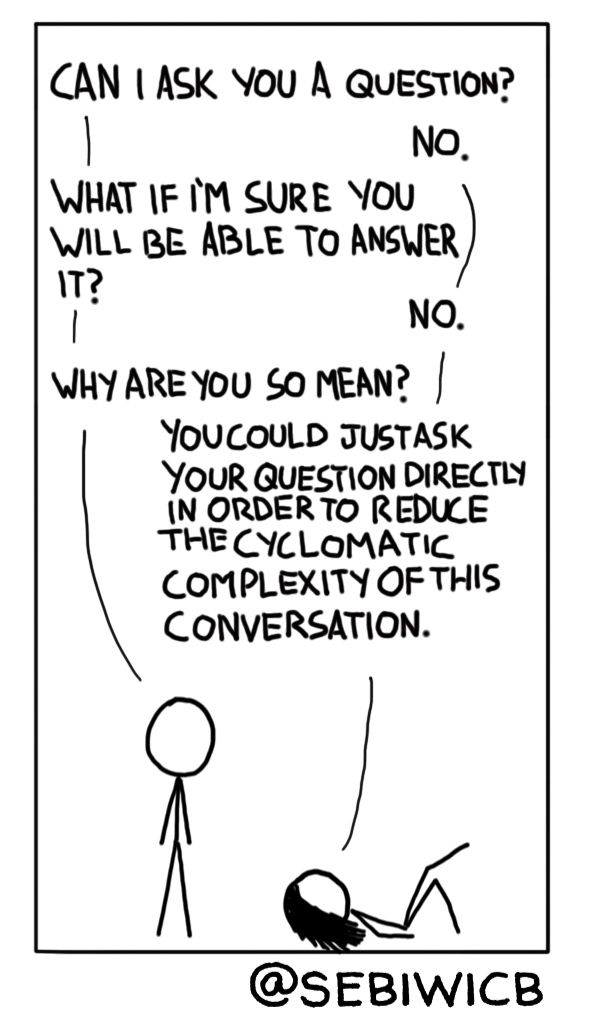 CAN I ASK YOU A QUESTION?
NO.
WHAT IF I'M SURE YOU
WILL BE ABLE TO ANSWER
IT?
NO.
WHY ARE YOU SO MEAN?
YOU COULD JUST ASK
YOUR QUESTION DIRECTLY
IN ORDER TO REDUCE
THE CYCLOMATIC
COMPLEXITY OF THIS
CONVERSATION.
@SEBIWICB